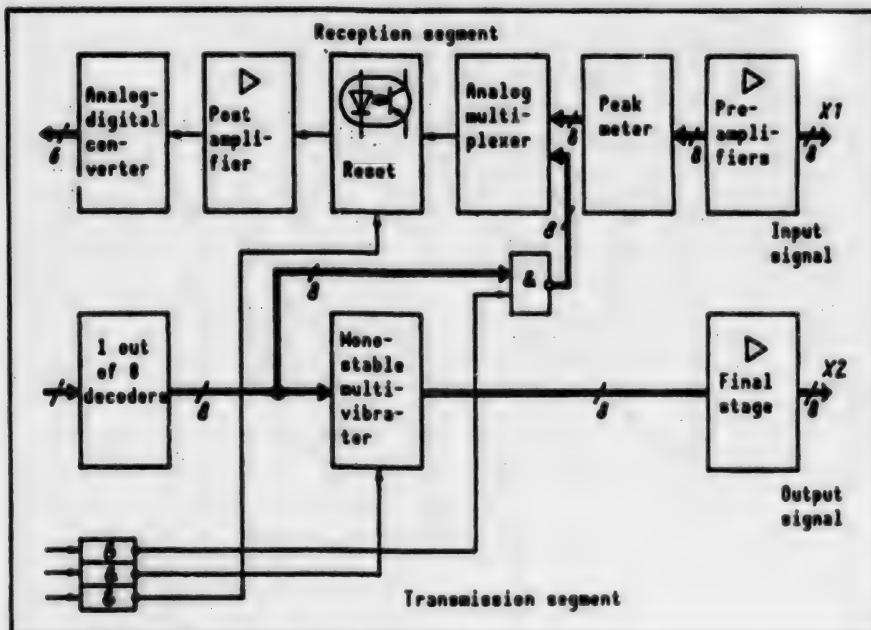 Reception segment
Analog-
digital
con-
verter
6
Post
ampli-
fier
Reset
Analog
multi-
plexer
8
Peak
meter
8
Pre-
ampli-
fiers
X1
8
Input
signal
8
8
&
1 out
of 8
decoders
8
Mono-
stable
multi-
vibra-
tor
8
Final
stage
X2
8
Output
signal
Transmission segment